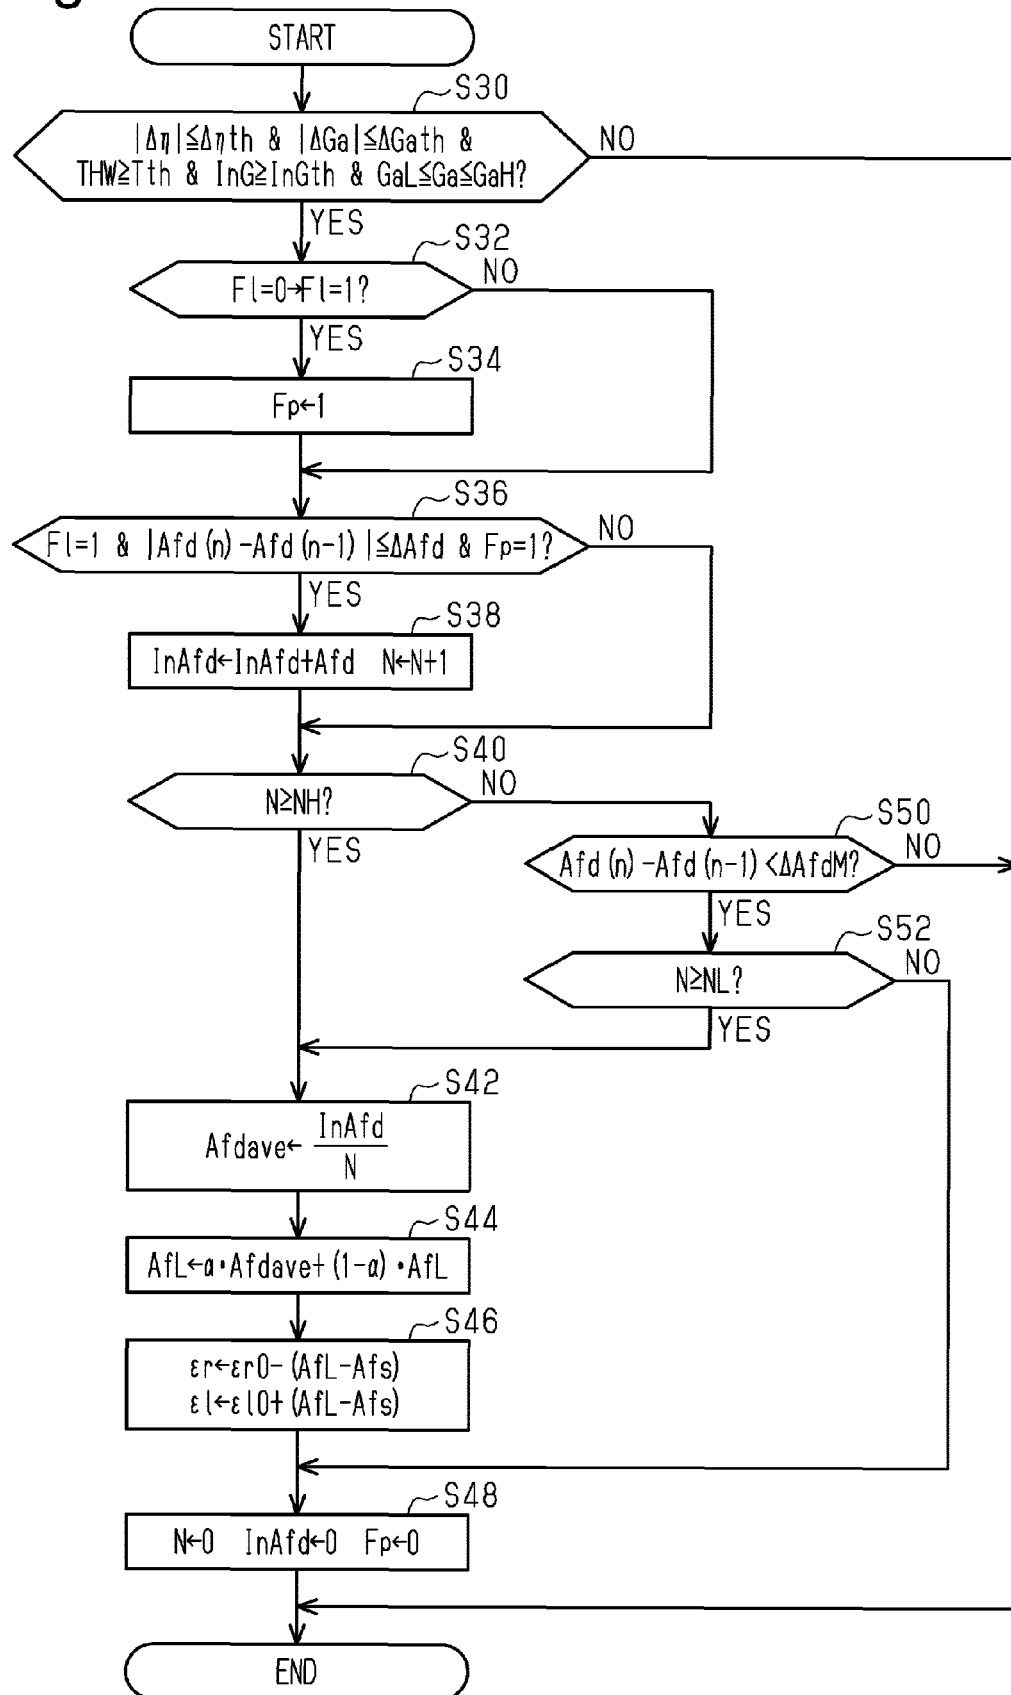 START
S30
|Δη|≦Δηth & |ΔGa|≦ΔGath &
THW≧Tth & InG≧InGth & GaL≦Ga≦GaH?
NO
YES
S32
Fl=0→Fl=1?
NO
YES
S34
Fp←1
S36
Fl=1 & |Afd(n)-Afd(n-1)|≦ΔAfd & Fp=1?
NO
YES
S38
InAfd←InAfd+Afd N←N+1
S40
N≧NH?
NO
YES
S50
Afd(n)-Afd(n-1)<ΔAfdM?
NO
YES
S52
N≧NL?
NO
YES
S42
Afdave← InAfd
N
S44
AfL←α・Afdave+(1-α)・AfL
S46
εr←εr0-(AfL-Afs)
εl←εl0+(AfL-Afs)
S48
N←0 InAfd←0 Fp←0
END